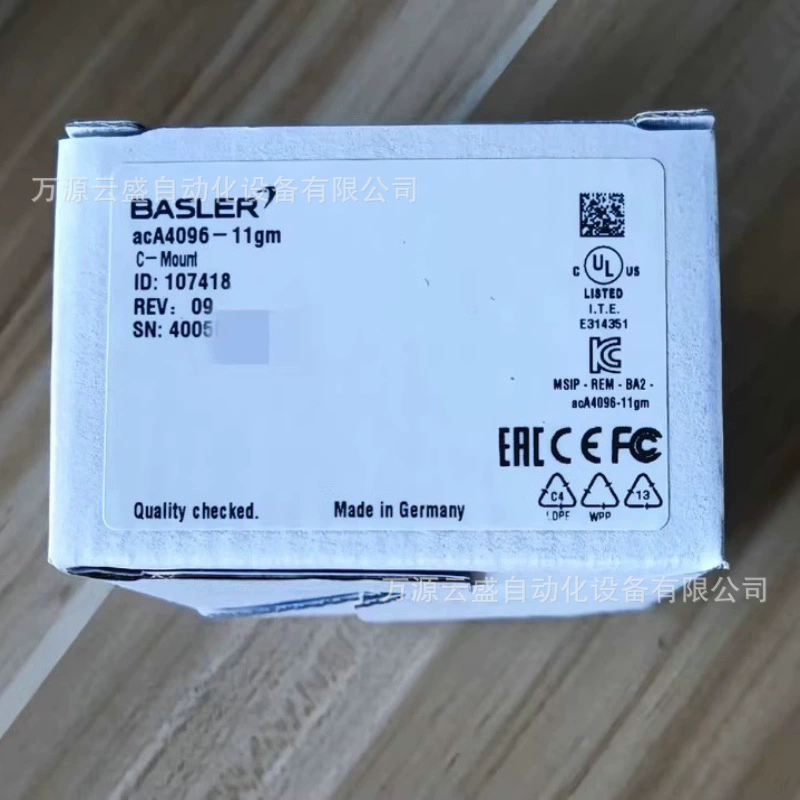 万源云盛自动化设备有限公司
BASLER
acA4096-11gm
C-Mount
ID: 107418
REV: 09
SN: 4005
C UL US
LISTED
I.T.E.
E314351
MSIP - REM - BA2 -
acA4096-11gm
EAC CE FC
C4
13
LDPE
WPP
Quality checked.
Made in Germany
万源云盛自动化设备有限公司